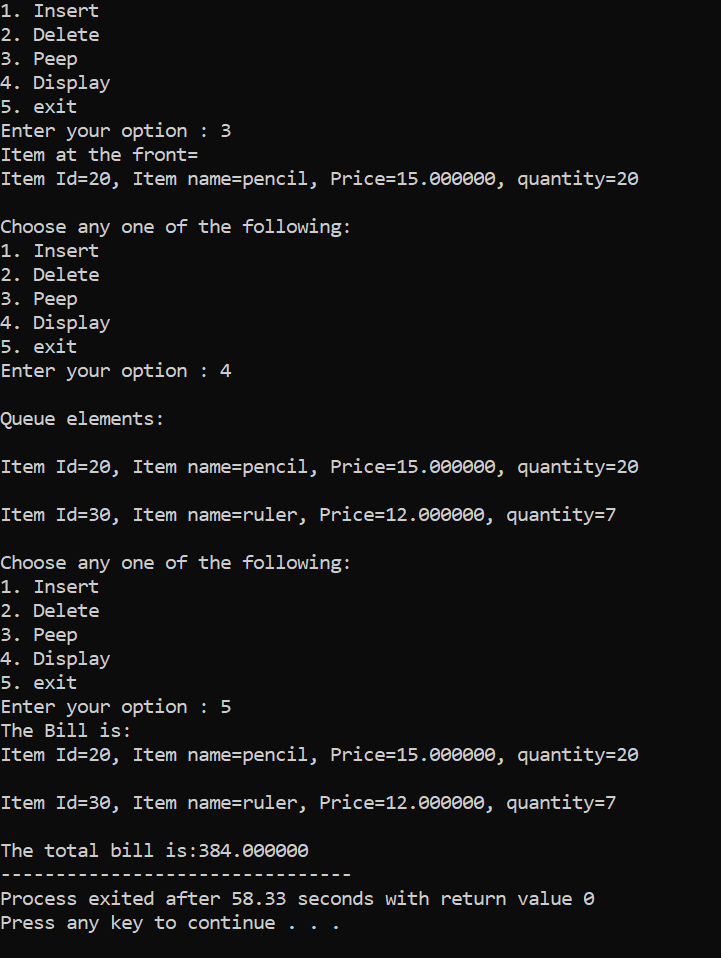 1. Insert
2. Delete
3. Peep
4. Display
5. exit
Enter your option : 3
Item at the front=
Item Id=20, Item name=pencil, Price=15.000000, quantity=20
Choose any one of the following:
1. Insert
2. Delete
3. Peep
4. Display
5. exit
Enter your option : 4
Queue elements:
Item Id=20, Item name=pencil, Price=15.000000, quantity=20
Item Id=30, Item name=ruler, Price=12.000000, quantity=7
Choose any one of the following:
1. Insert
2. Delete
3. Peep
4. Display
5. exit
Enter your option : 5
The Bill is:
Item Id=20, Item name=pencil, Price=15.000000, quantity=20
Item Id=30, Item name=ruler, Price=12.000000, quantity=7
The total bill is:384.000000
--------------------------------
Process exited after 58.33 seconds with return value 0
Press any key to continue . . .